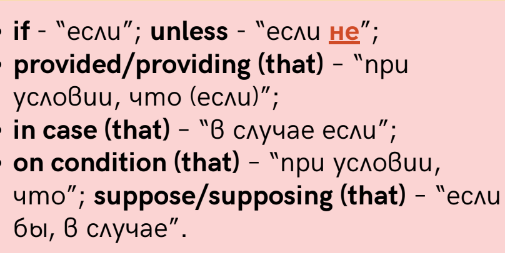 • if - “если”; unless - “если не”;
• provided/providing (that) – “при
условии, что (если)”;
• in case (that) – “в случае если”;
• on condition (that) – “при условии,
что”; suppose/supposing (that) – “если
бы, в случае”.